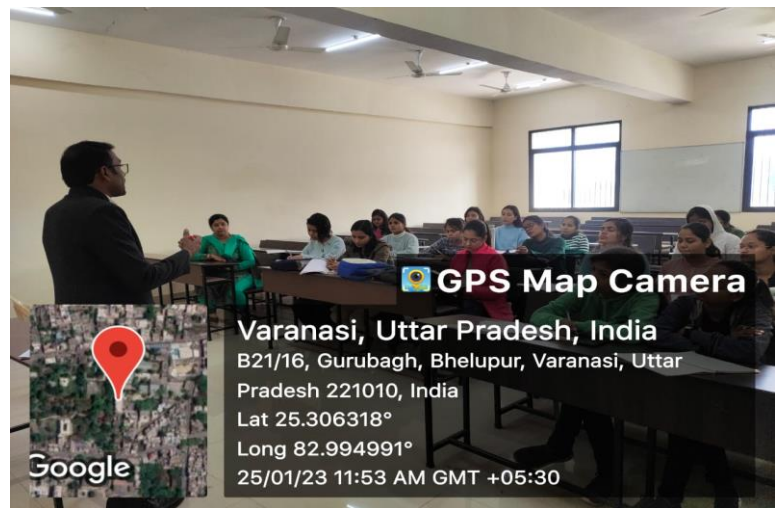 GPS Map Camera
Varanasi, Uttar Pradesh, India
B21/16, Gurubagh, Bhelupur, Varanasi, Uttar
Pradesh 221010, India
Lat 25.306318°
Long 82.994991°
25/01/23 11:53 AM GMT +05:30
Google